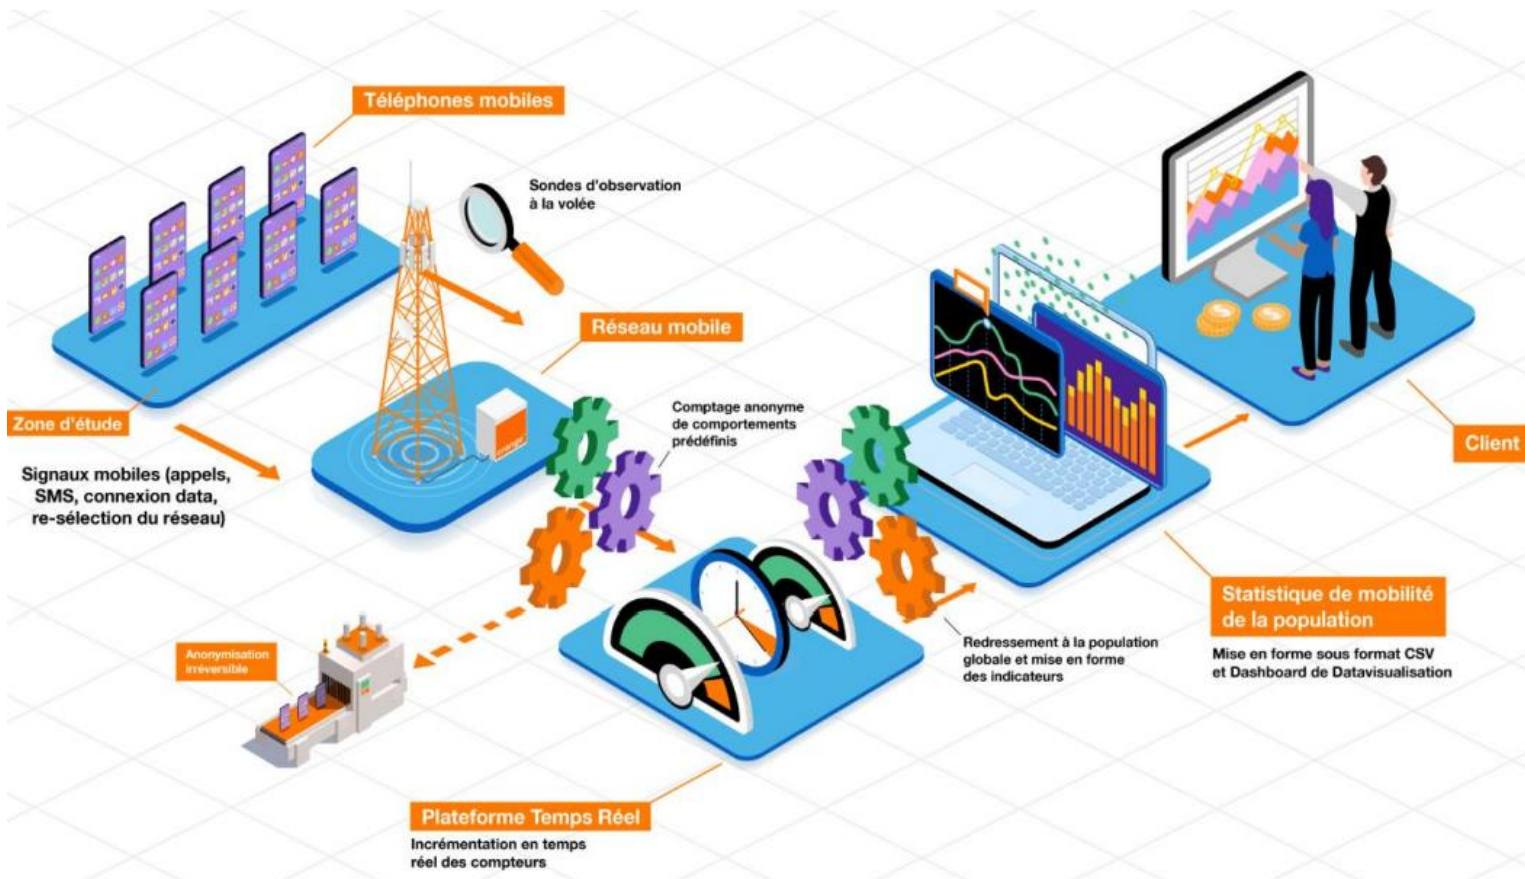 Téléphones mobiles
Sondes d'observation
à la volée
Réseau mobile
Zone d'étude
Signaux mobiles (appels,
SMS, connexion data,
re-sélection du réseau)
orange
Comptage anonyme
de comportements
prédéfinis
Client
Anonymisation
irréversible
Plateforme Temps Réel
Incrémentation en temps
réel des compteurs
Redressement à la population
globale et mise en forme
des indicateurs
Statistique de mobilité
de la population
Mise en forme sous format CSV
et Dashboard de Datavisualisation